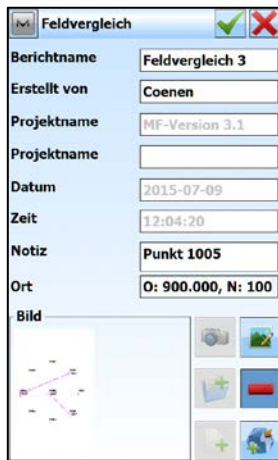 Feldvergleich
Berichtname Feldvergleich 3
Erstellt von Coenen
Projektname MF-Version 3.1
Projektname
Datum 2015-07-09
Zeit 12:04:20
Notiz Punkt 1005
Ort O: 900.000, N: 100
Bild